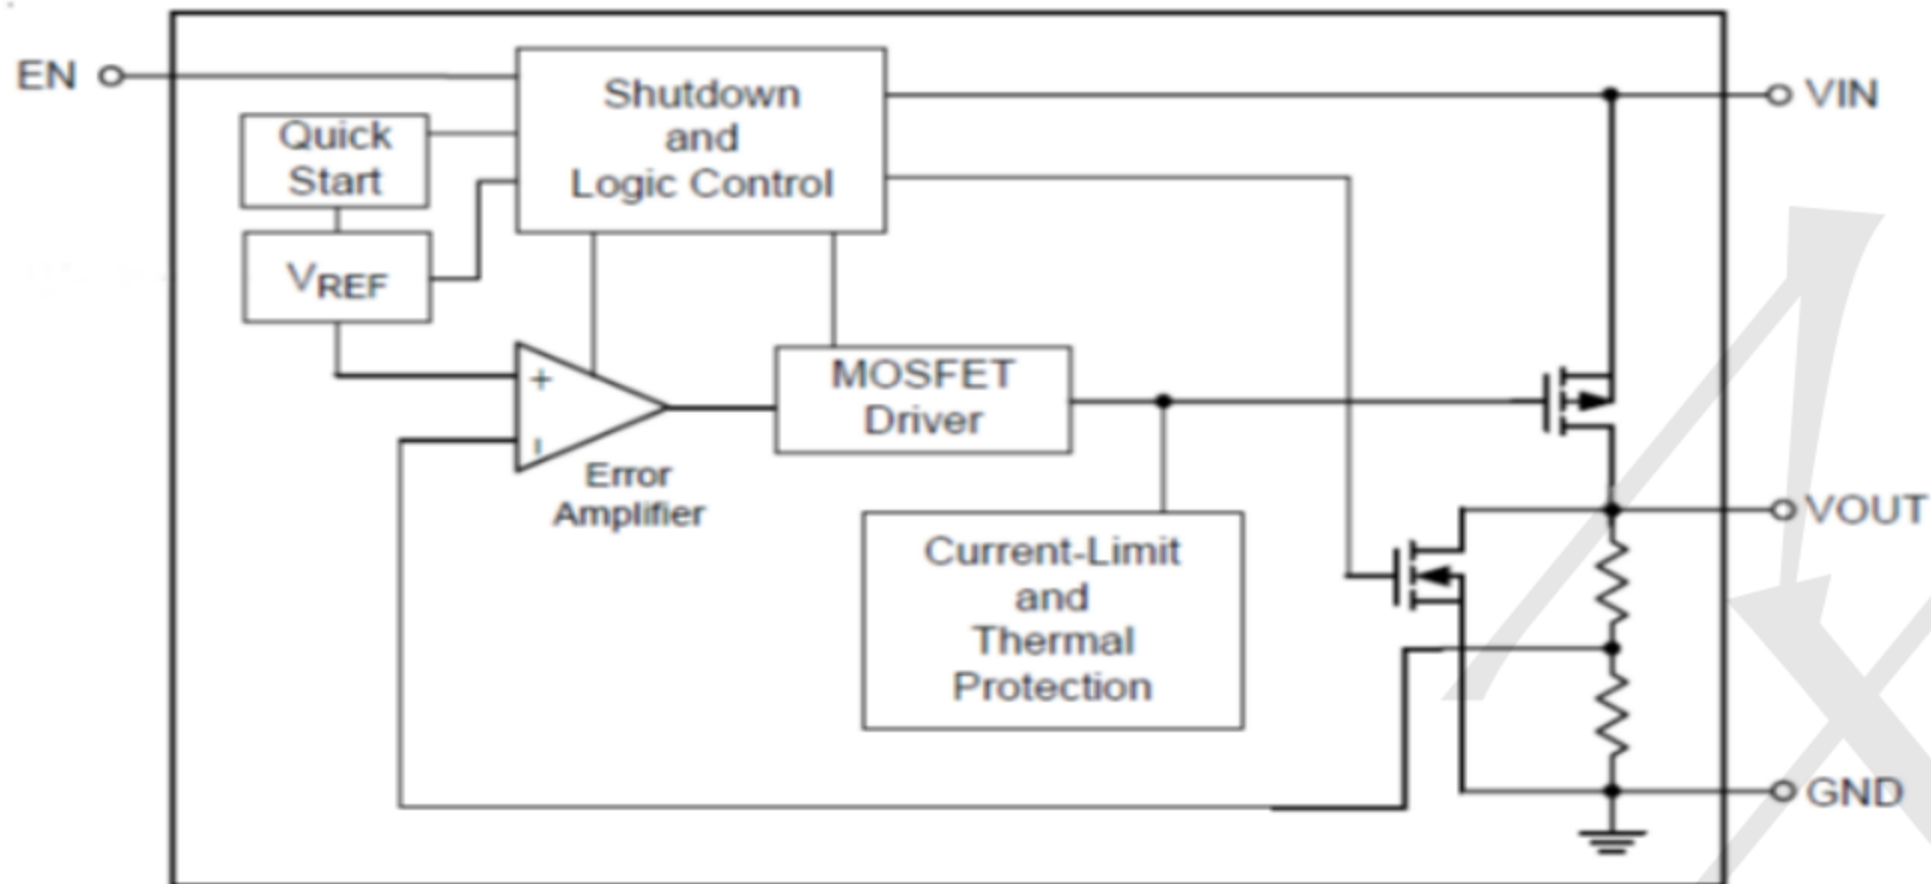 EN
Shutdown
and
Logic Control
VIN
Quick
Start
VREF
+
-
MOSFET
Driver
Error
Amplifier
VOUT
Current-Limit
and
Thermal
Protection
GND